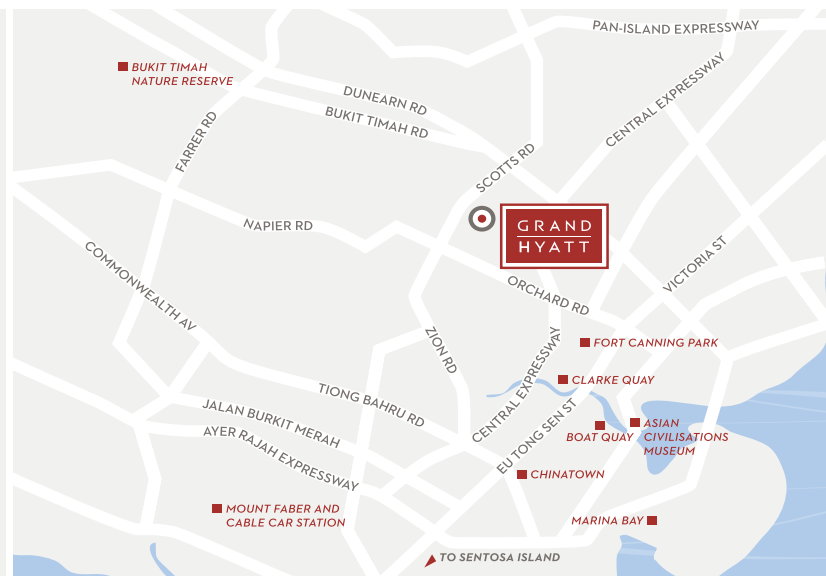 PAN-ISLAND EXPRESSWAY
BUKIT TIMAH
NATURE RESERVE
CENTRAL EXPRESSWAY
DUNEARN RD
BUKIT TIMAH RD
FARRER RD
SCOTTS RD
GRAND
HYATT
NAPIER RD
VICTORIA ST
COMMONWEALTH AV
ORCHARD RD
ZION RD
FORT CANNING PARK
CENTRAL EXPRESSWAY
CLARKE QUAY
TIONG BAHRU RD
JALAN BURKIT MERAH
EU TONG SEN ST
BOAT QUAY
ASIAN
CIVILISATIONS
MUSEUM
AYER RAJAH EXPRESSWAY
CHINATOWN
MOUNT FABER AND
CABLE CAR STATION
MARINA BAY
TO SENTOSA ISLAND